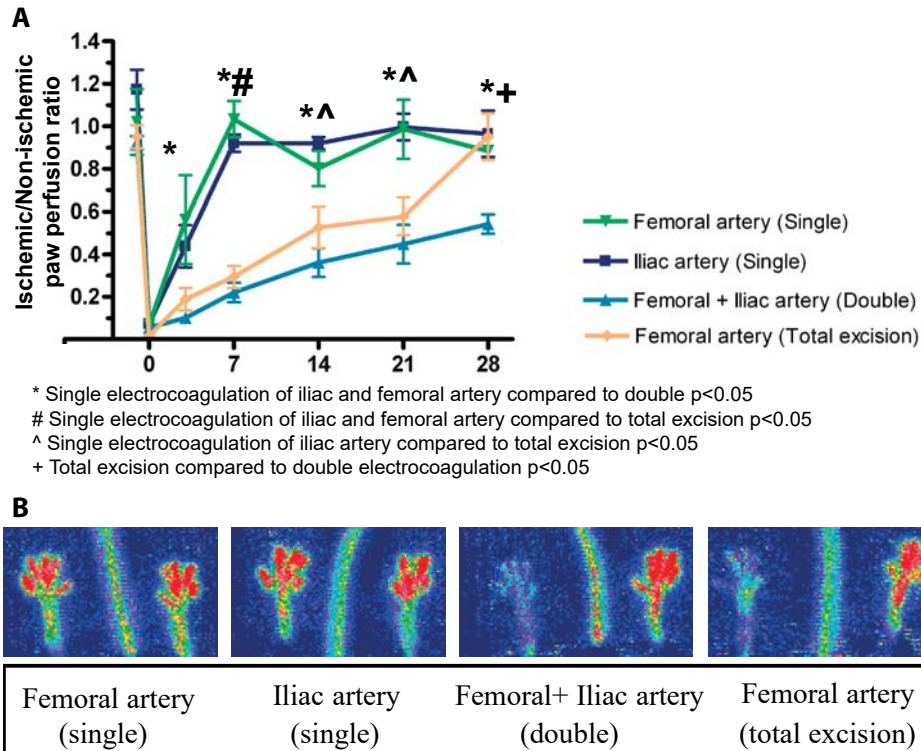 A
Ischemic/Non-ischemic
paw perfusion ratio
1.4
1.2
1.0
0.8
0.6
0.4
0.2
*
*#
*^
*^
*+
0 7 14 21 28
Femoral artery (Single)
Iliac artery (Single)
Femoral + Iliac artery (Double)
Femoral artery (Total excision)
* Single electrocoagulation of iliac and femoral artery compared to double p<0.05
# Single electrocoagulation of iliac and femoral artery compared to total excision p<0.05
^ Single electrocoagulation of iliac artery compared to total excision p<0.05
+ Total excision compared to double electrocoagulation p<0.05
B
Femoral artery
(single)
Iliac artery
(single)
Femoral+ Iliac artery
(double)
Femoral artery
(total excision)